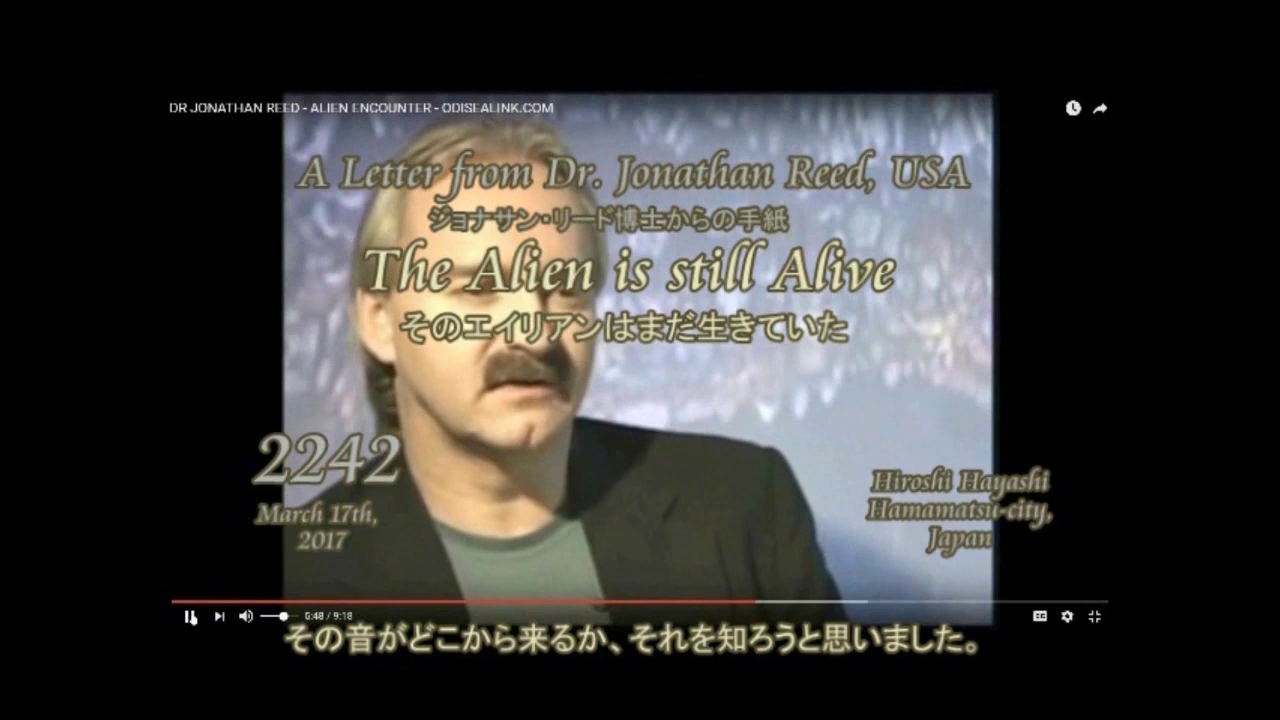 DR JONATHAN REED - ALIEN ENCOUNTER - ODISEALINK.COM
A Letter from Dr. Jonathan Reed, USA
ジョナサン・リード博士からの手紙
The Alien is still Alive
そのエイリアンはまだ生きていた
2242
March 17th,
2017
Hiroshi Hayashi
Hamamatsu-city,
Japan
5:48 / 9:18
その音がどこから来るか、それを知ろうと思いました。